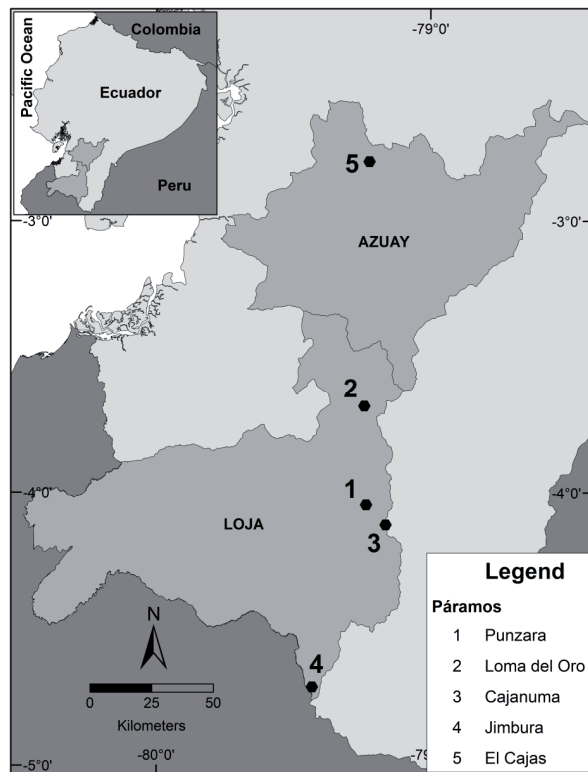 Pacific Ocean
Colombia
Ecuador
Peru
-79°0'
-3°0'
-3°0'
5
AZUAY
2
-4°0'
-4°0'
1
LOJA
3
N
4
0 25 50
Kilometers
-5°0'
-80°0'
-79
Legend
Páramos
1 Punzara
2 Loma del Oro
3 Cajanuma
4 Jimbura
5 El Cajas